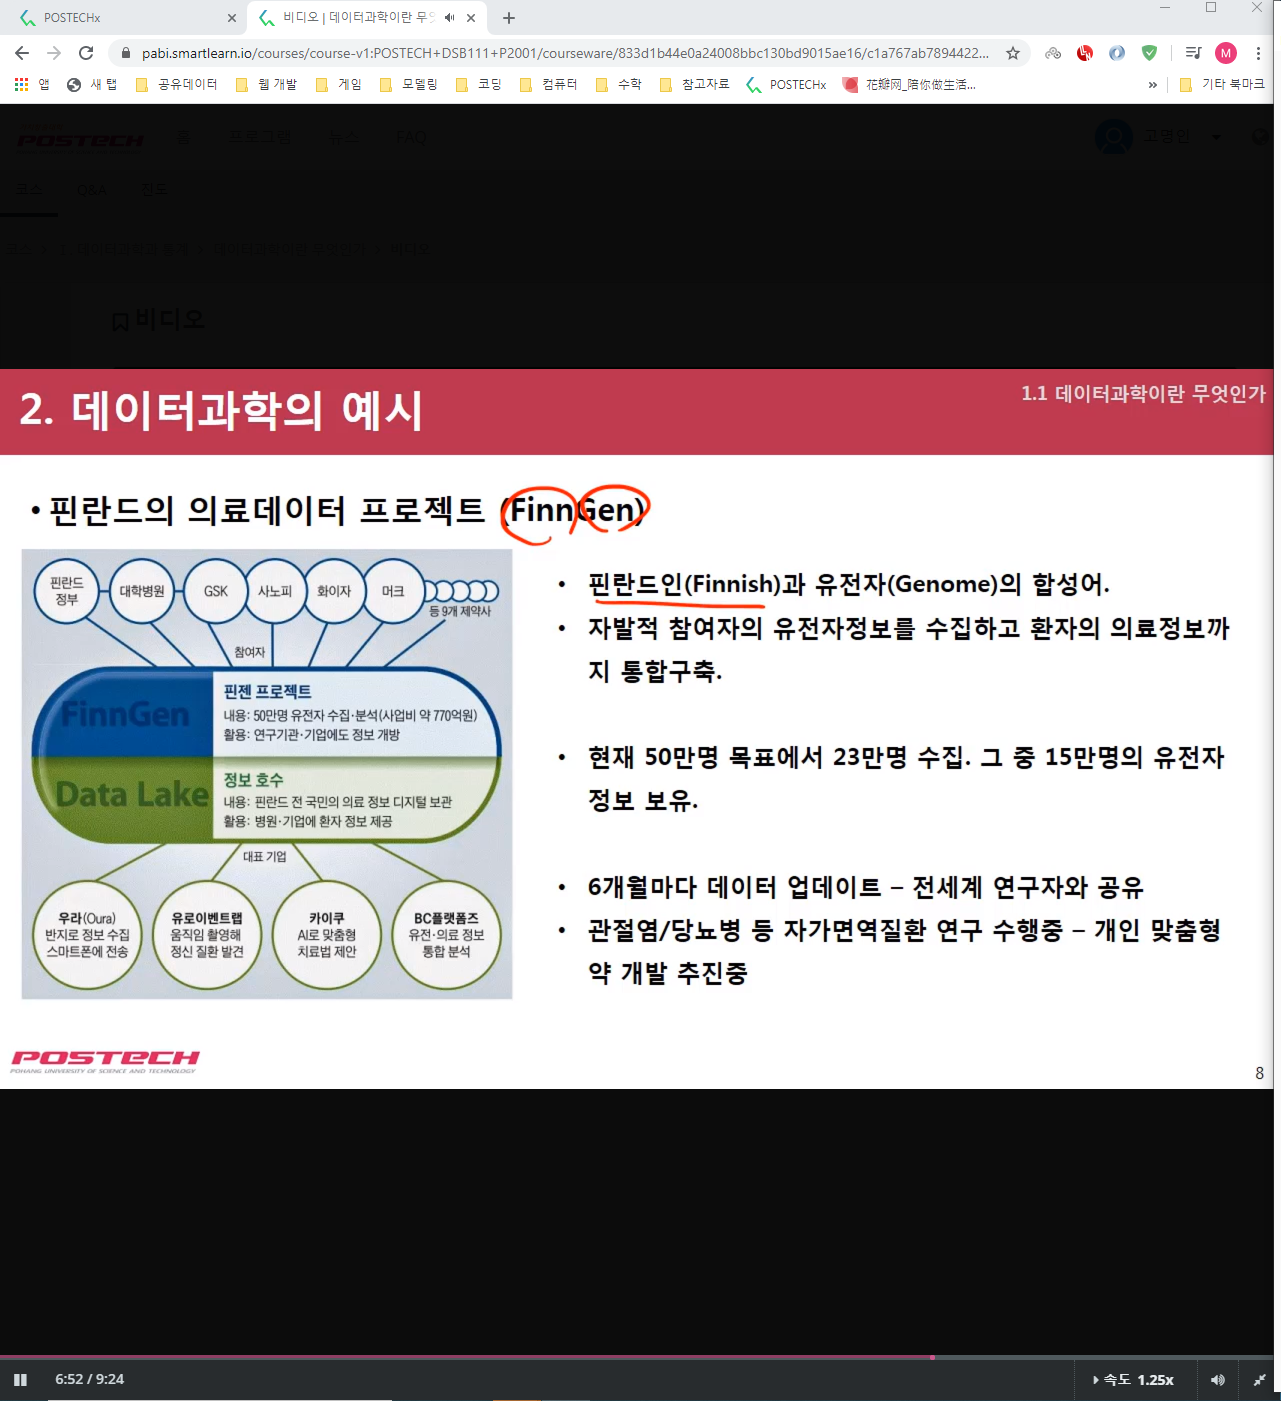 POSTECHx
비디오 | 데이터과학이란 무엇
pabi.smartlearn.io/courses/course-v1:POSTECH+DSB111+P2001/courseware/833d1b44e0a24008bbc130bd9015ae16/c1a767ab7894422...
M
앱 새 탭 공유데이터 웹 개발 게임 모델링 코딩 컴퓨터 수학 참고자료 POSTECHx 花瓣网_陪你做生活... » 기타 북마크
POSTECH 홈 프로그램 뉴스 FAQ 고명인
코스 Q&A 진도
비디오
2. 데이터과학의 예시
1.1 데이터과학이란 무엇인가
• 핀란드의 의료데이터 프로젝트 (FinnGen)
핀란드
정부
대학병원
GSK
사노피
화이자
머크
등 9개 제약사
참여자
FinnGen
핀젠 프로젝트
내용: 50만명 유전자 수집·분석(사업비 약 770억원)
활용: 연구기관·기업에도 정보 개방
Data Lake
정보 호수
내용: 핀란드 전 국민의 의료 정보 디지털 보관
활용: 병원·기업에 환자 정보 제공
대표 기업
우라(Oura)
반지로 정보 수집
스마트폰에 전송
유로이벤트랩
움직임 촬영해
정신 질환 발견
카이쿠
AI로 맞춤형
치료법 제안
BC플랫폼즈
유전·의료 정보
통합 분석
• 핀란드인(Finnish)과 유전자(Genome)의 합성어.
• 자발적 참여자의 유전자정보를 수집하고 환자의 의료정보까
지 통합구축.
• 현재 50만명 목표에서 23만명 수집. 그 중 15만명의 유전자
정보 보유.
• 6개월마다 데이터 업데이트 – 전세계 연구자와 공유
• 관절염/당뇨병 등 자가면역질환 연구 수행중 – 개인 맞춤형
약 개발 추진중
POSTECH
POHANG UNIVERSITY OF SCIENCE AND TECHNOLOGY
8
6:52 / 9:24
속도 1.25x